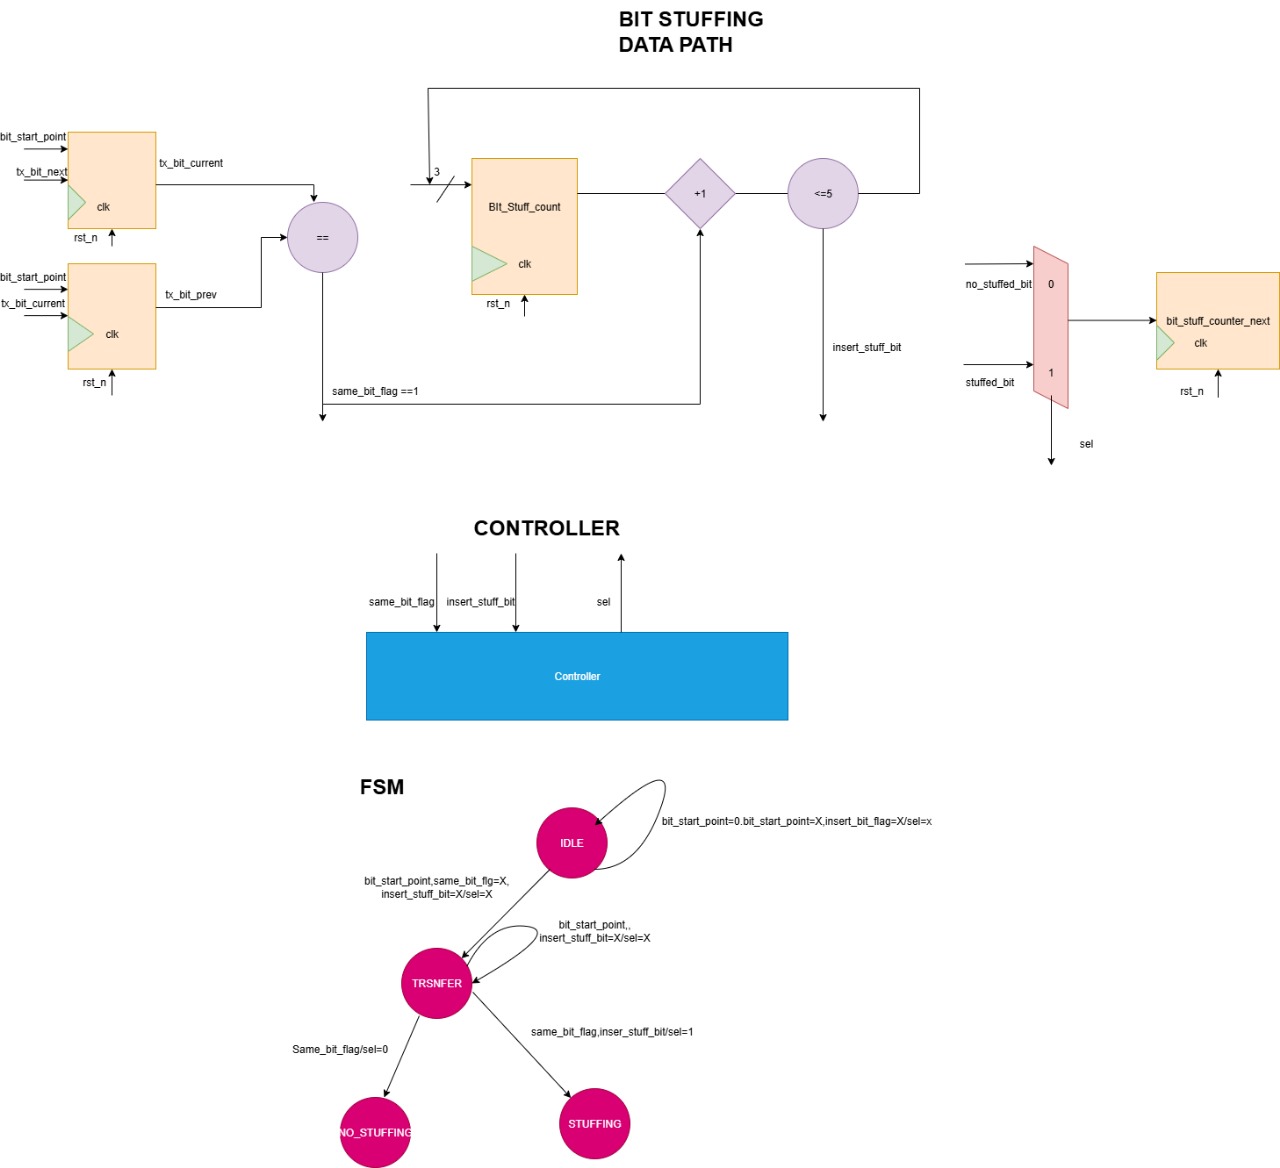 BIT STUFFING
DATA PATH
bit_start_point
tx_bit_next
tx_bit_current
clk
rst_n
==
bit_start_point
tx_bit_current
tx_bit_prev
clk
rst_n
same_bit_flag ==1
3
BIt_Stuff_count
clk
rst_n
+1
<=5
insert_stuff_bit
no_stuffed_bit
0
stuffed_bit
1
sel
bit_stuff_counter_next
clk
rst_n
CONTROLLER
same_bit_flag
insert_stuff_bit
sel
Controller
FSM
IDLE
bit_start_point=0.bit_start_point=X,insert_bit_flag=X/sel=x
bit_start_point,same_bit_flg=X,
insert_stuff_bit=X/sel=X
bit_start_point,,
insert_stuff_bit=X/sel=X
TRSNFER
same_bit_flag,inser_stuff_bit/sel=1
Same_bit_flag/sel=0
NO_STUFFING
STUFFING